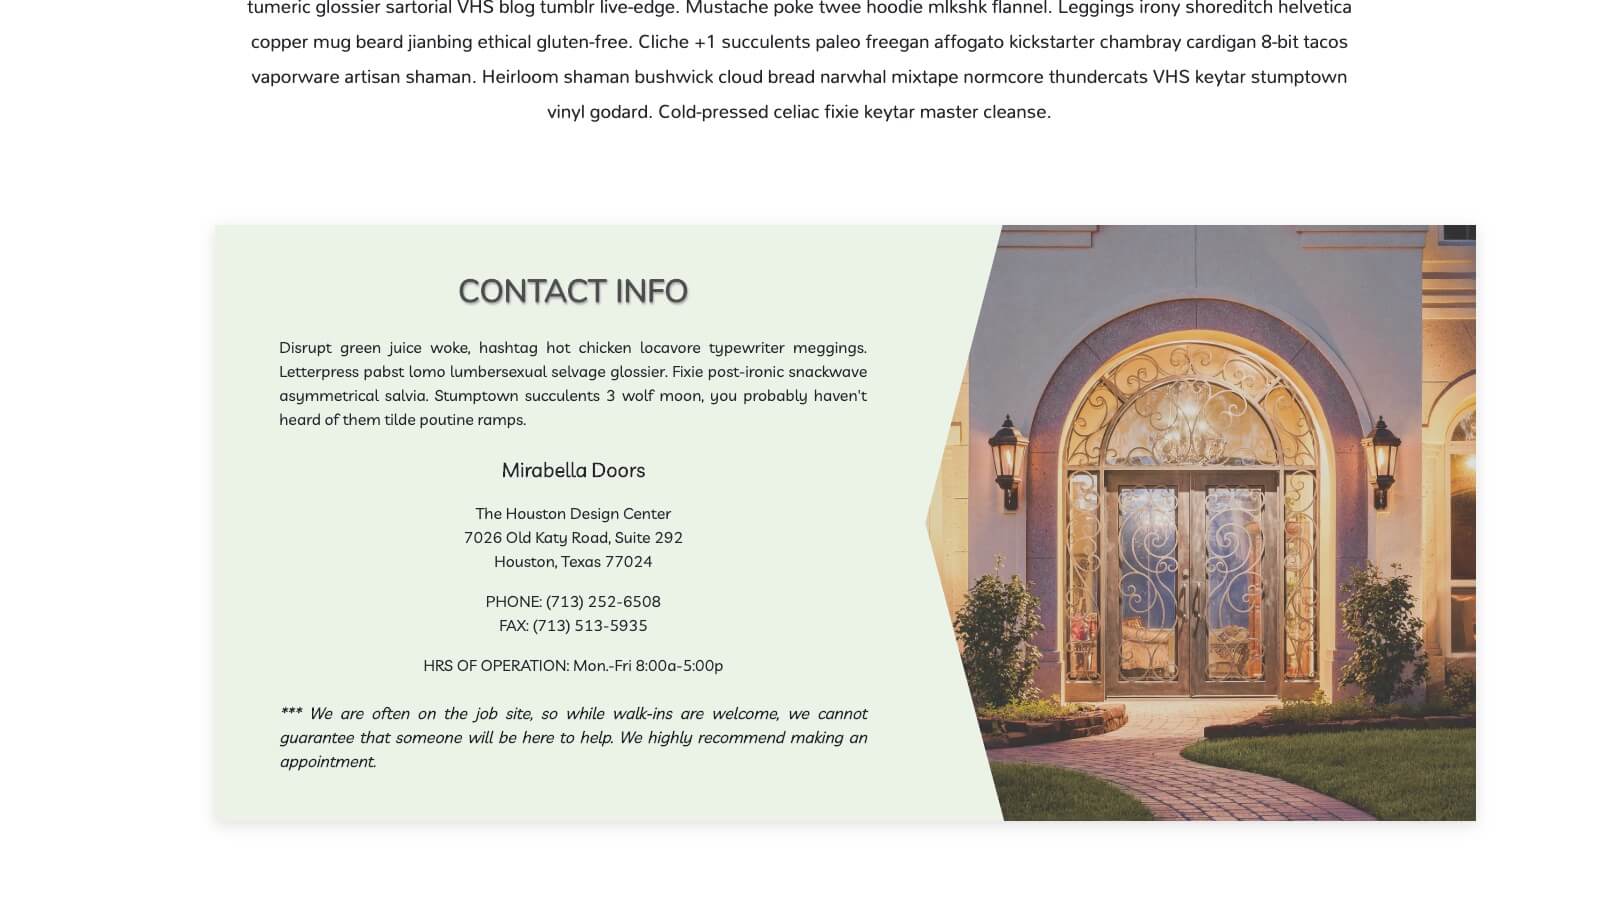 tumeric glossier sartorial VHS blog tumblr live-edge. Mustache poke twee hoodie mlkshk flannel. Leggings irony shoreditch helvetica
copper mug beard jianbing ethical gluten-free. Cliche +1 succulents paleo freegan affogato kickstarter chambray cardigan 8-bit tacos
vaporware artisan shaman. Heirloom shaman bushwick cloud bread narwhal mixtape normcore thundercats VHS keytar stumptown
vinyl godard. Cold-pressed celiac fixie keytar master cleanse.
CONTACT INFO
Disrupt green juice woke, hashtag hot chicken locavore typewriter meggings.
Letterpress pabst lomo lumbersexual selvage glossier. Fixie post-ironic snackwave
asymmetrical salvia. Stumptown succulents 3 wolf moon, you probably haven't
heard of them tilde poutine ramps.
Mirabella Doors
The Houston Design Center
7026 Old Katy Road, Suite 292
Houston, Texas 77024
PHONE: (713) 252-6508
FAX: (713) 513-5935
HRS OF OPERATION: Mon.-Fri 8:00a-5:00p
*** We are often on the job site, so while walk-ins are welcome, we cannot
guarantee that someone will be here to help. We highly recommend making an
appointment.